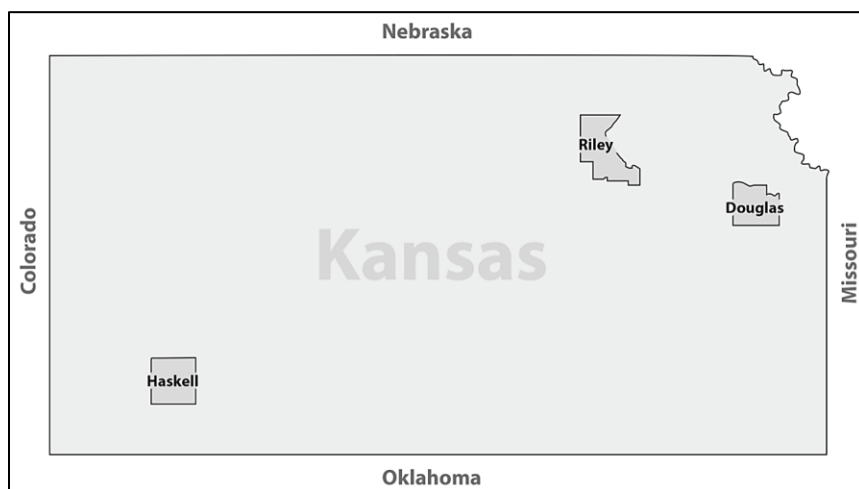 Nebraska
Riley
Douglas
Colorado
Kansas
Missouri
Haskell
Oklahoma